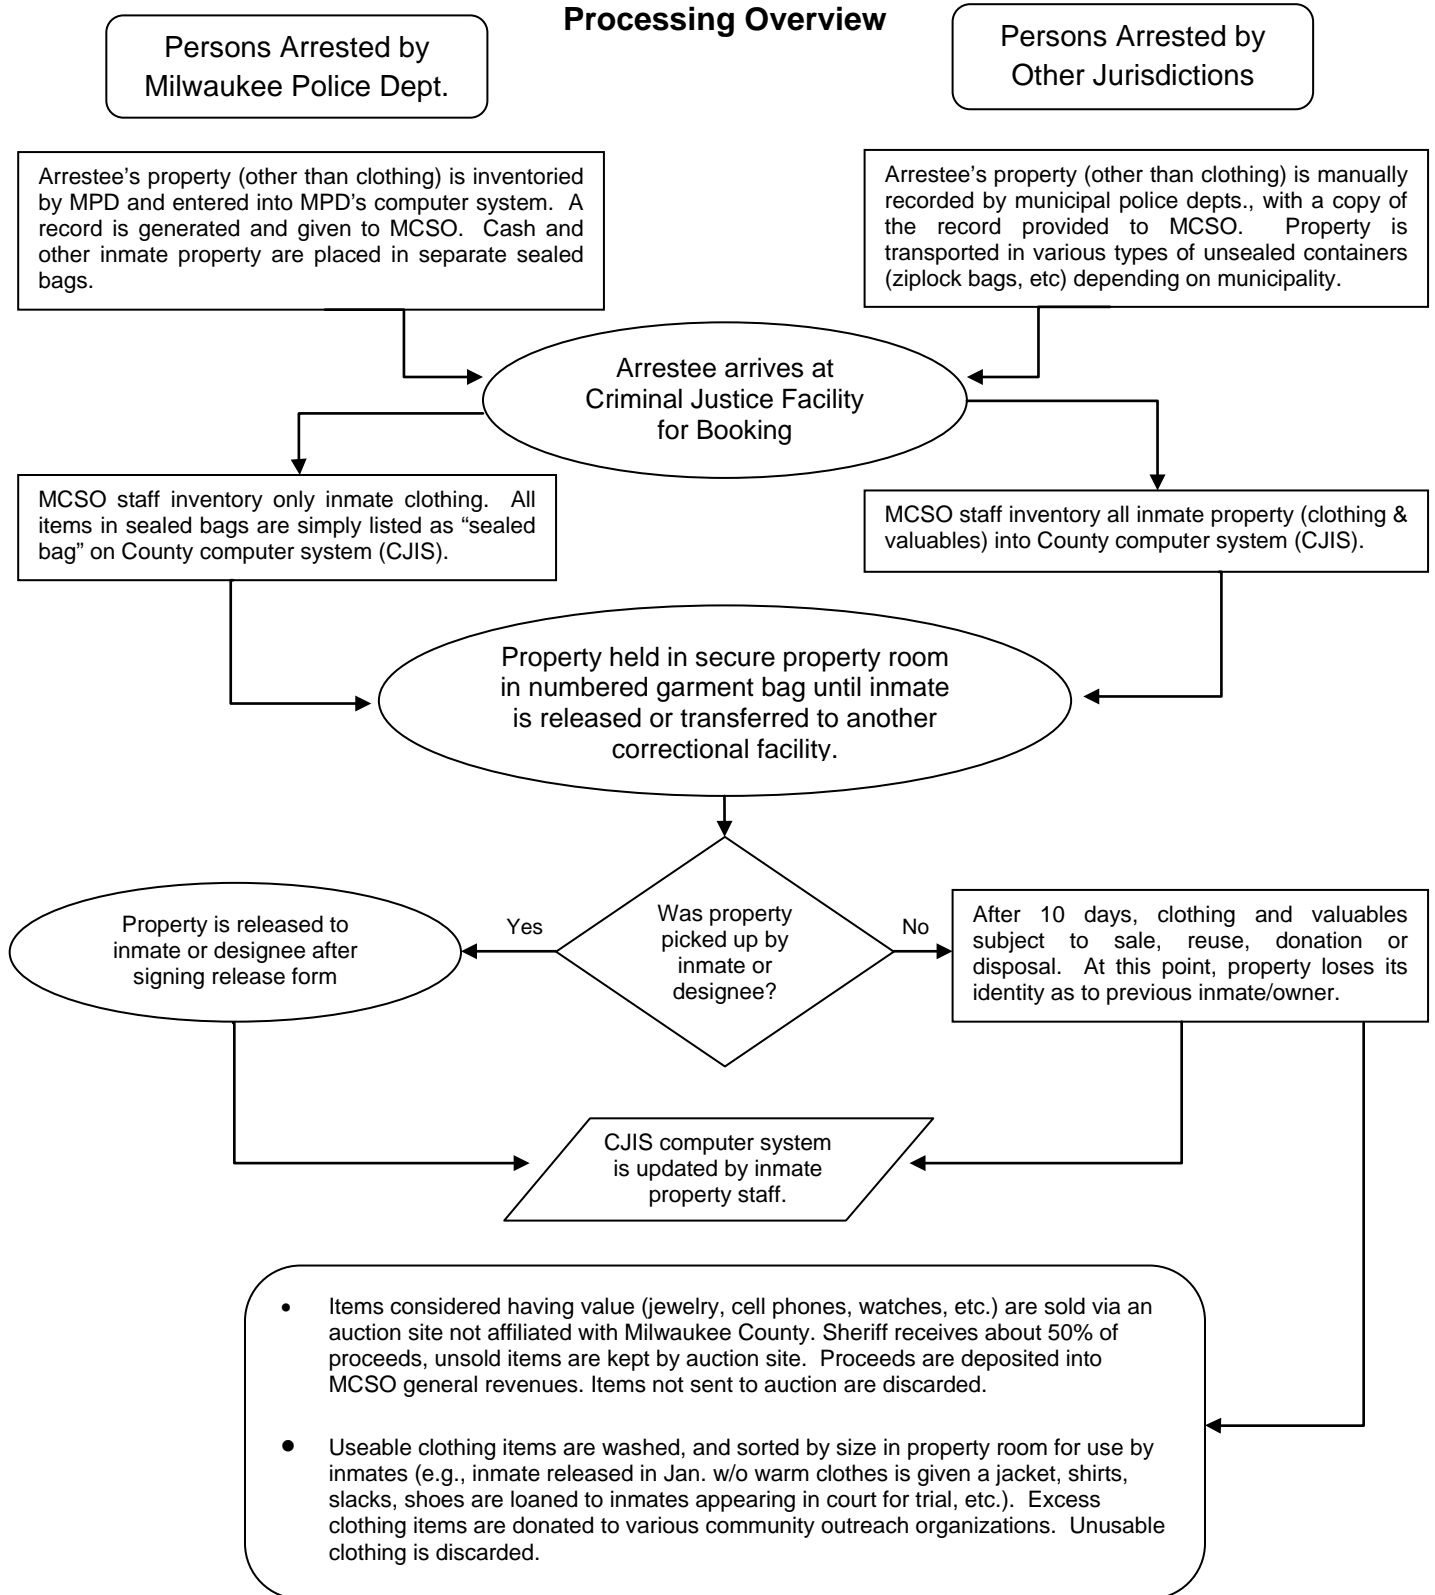 Processing Overview
Persons Arrested by
Milwaukee Police Dept.
Persons Arrested by
Other Jurisdictions
Arrestee’s property (other than clothing) is inventoried
by MPD and entered into MPD’s computer system. A
record is generated and given to MCSO. Cash and
other inmate property are placed in separate sealed
bags.
Arrestee’s property (other than clothing) is manually
recorded by municipal police depts., with a copy of
the record provided to MCSO. Property is
transported in various types of unsealed containers
(ziplock bags, etc) depending on municipality.
Arrestee arrives at
Criminal Justice Facility
for Booking
MCSO staff inventory only inmate clothing. All
items in sealed bags are simply listed as “sealed
bag” on County computer system (CJIS).
MCSO staff inventory all inmate property (clothing &
valuables) into County computer system (CJIS).
Property held in secure property room
in numbered garment bag until inmate
is released or transferred to another
correctional facility.
Property is released to
inmate or designee after
signing release form
Yes
Was property
picked up by
inmate or
designee?
No
After 10 days, clothing and valuables
subject to sale, reuse, donation or
disposal. At this point, property loses its
identity as to previous inmate/owner.
CJIS computer system
is updated by inmate
property staff.
• Items considered having value (jewelry, cell phones, watches, etc.) are sold via an
auction site not affiliated with Milwaukee County. Sheriff receives about 50% of
proceeds, unsold items are kept by auction site. Proceeds are deposited into
MCSO general revenues. Items not sent to auction are discarded.
• Useable clothing items are washed, and sorted by size in property room for use by
inmates (e.g., inmate released in Jan. w/o warm clothes is given a jacket, shirts,
slacks, shoes are loaned to inmates appearing in court for trial, etc.). Excess
clothing items are donated to various community outreach organizations. Unusable
clothing is discarded.